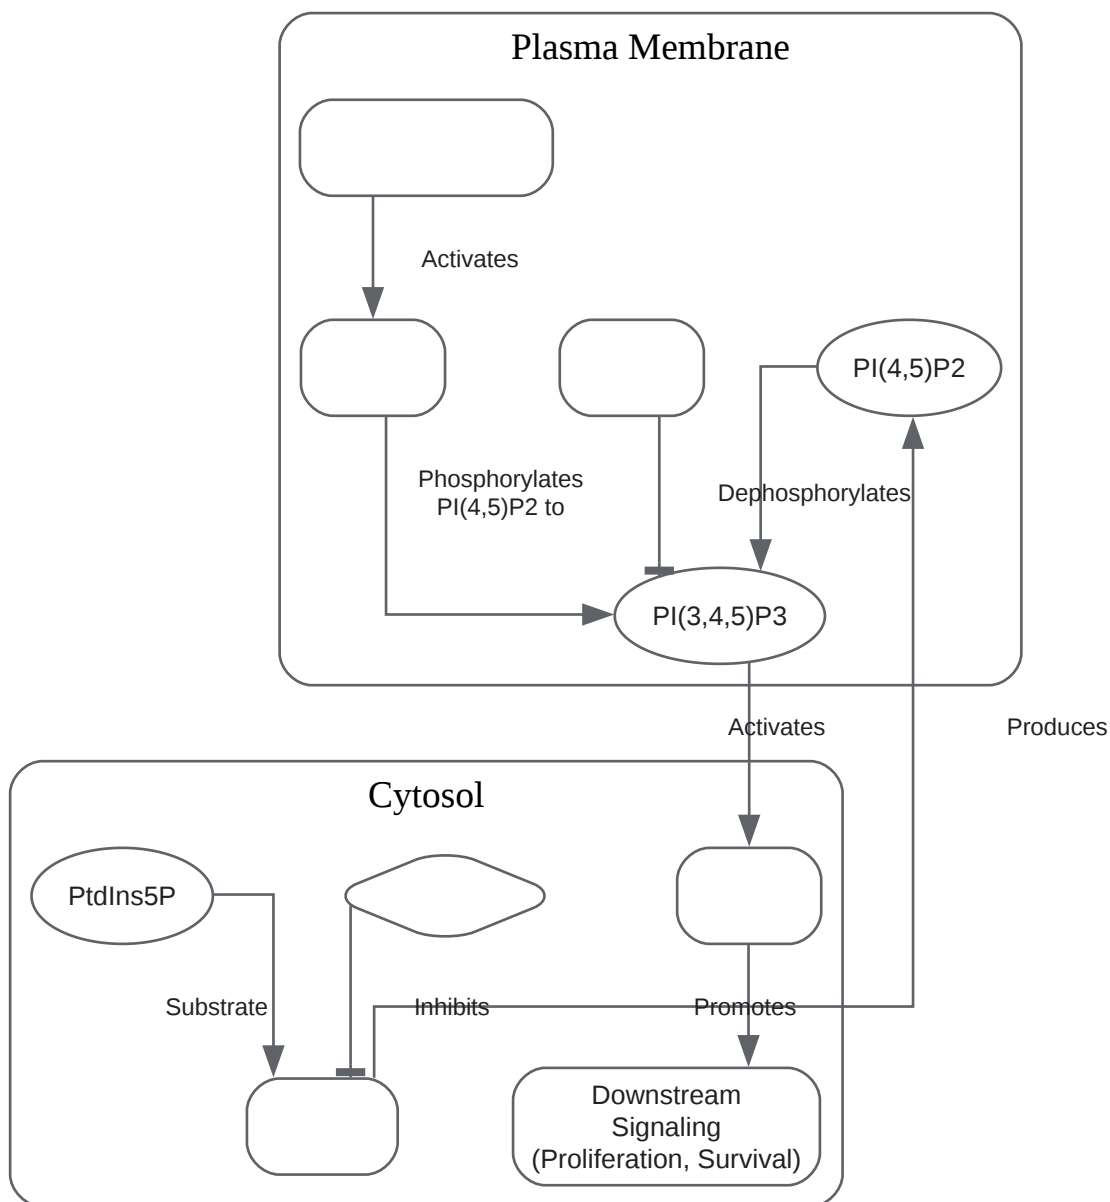 Plasma Membrane
Activates
PI(4,5)P2
Phosphorylates
PI(4,5)P2 to
Dephosphorylates
PI(3,4,5)P3
Activates
Produces
Cytosol
PtdIns5P
Substrate
Inhibits
Promotes
Downstream
Signaling
(Proliferation, Survival)